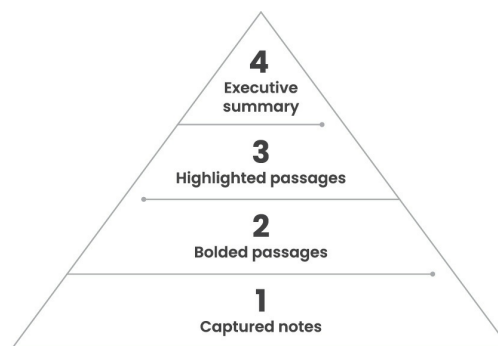 4
Executive
summary
3
Highlighted passages
2
Bolded passages
1
Captured notes